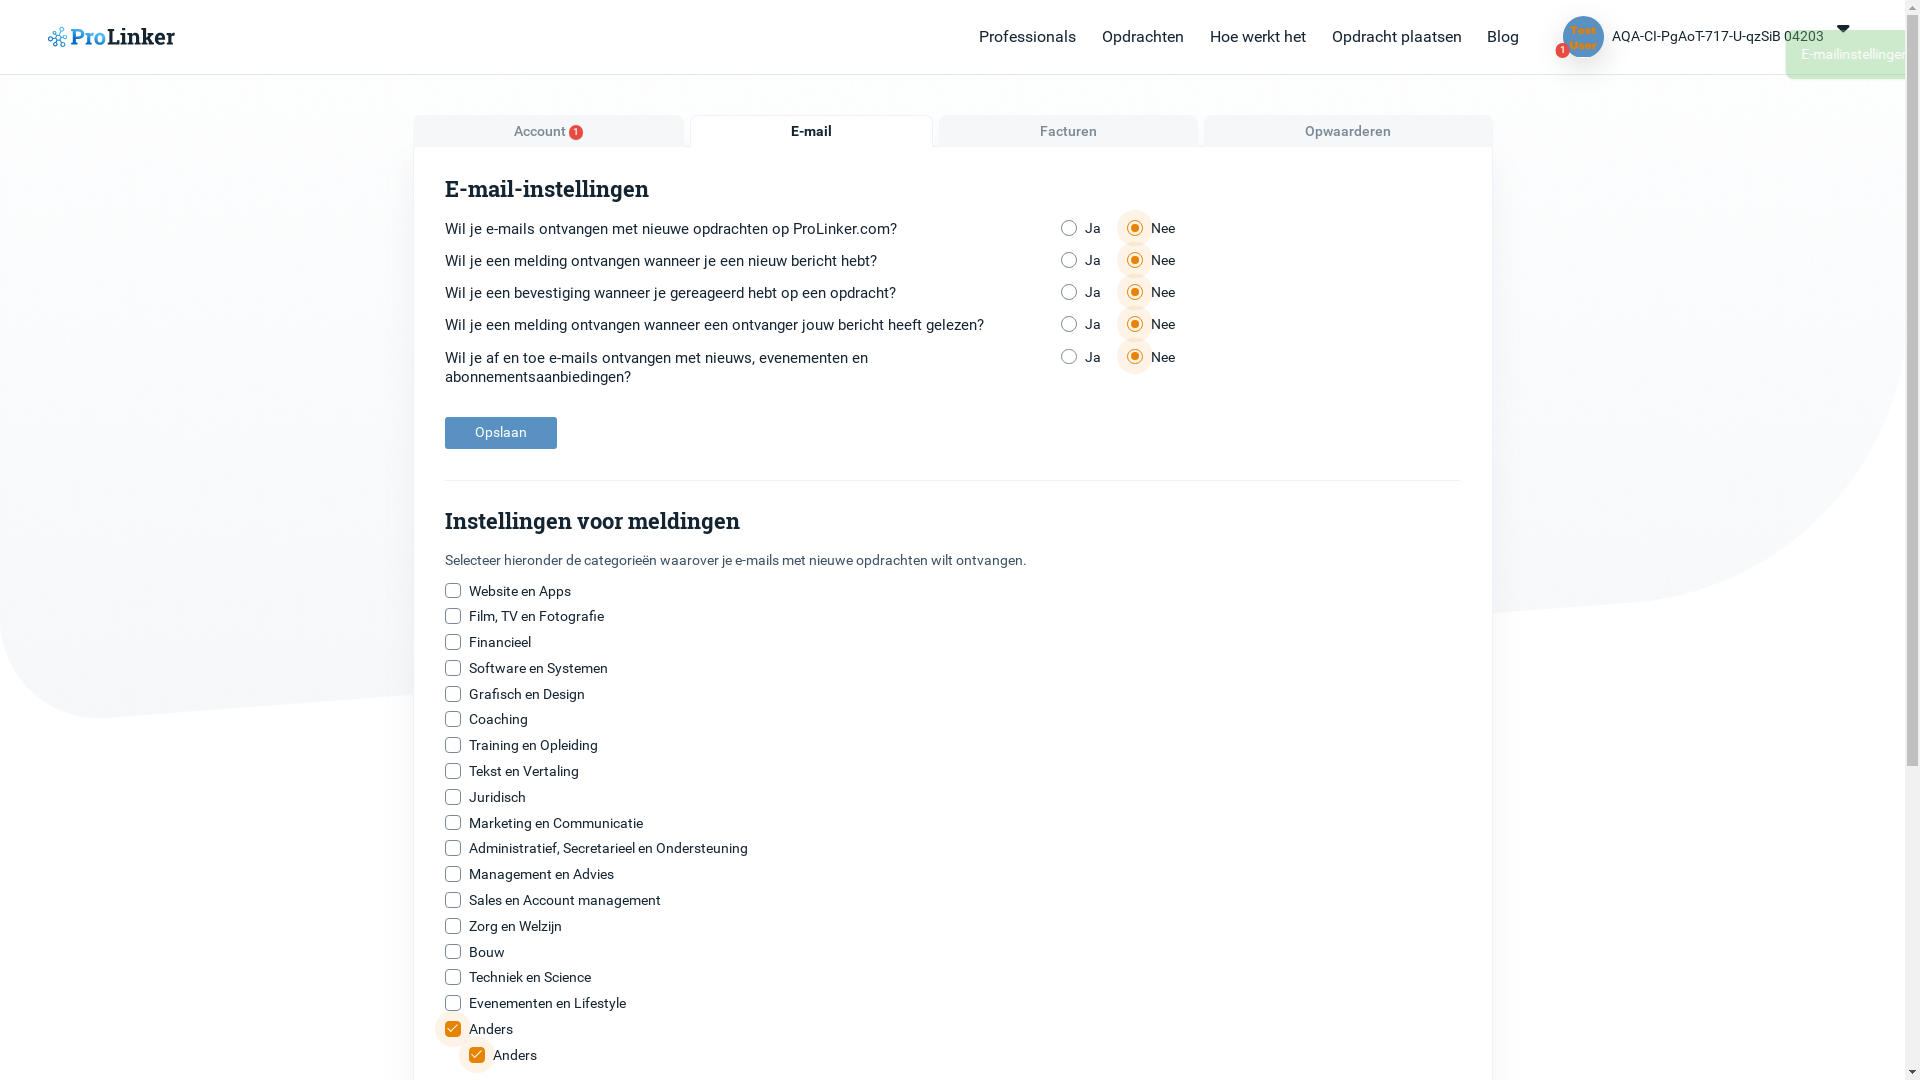 ProLinker
Professionals
Opdrachten
Hoe werkt het
Opdracht plaatsen
Blog
Test
User
1
AQA-CI-PgAoT-717-U-qzSiB 04203
E-mailinstellingen
Account 1
E-mail
Facturen
Opwaarderen
E-mail-instellingen
Wil je e-mails ontvangen met nieuwe opdrachten op ProLinker.com? Ja Nee
Wil je een melding ontvangen wanneer je een nieuw bericht hebt? Ja Nee
Wil je een bevestiging wanneer je gereageerd hebt op een opdracht? Ja Nee
Wil je een melding ontvangen wanneer een ontvanger jouw bericht heeft gelezen? Ja Nee
Wil je af en toe e-mails ontvangen met nieuws, evenementen en Ja Nee
abonnementsaanbiedingen?
Opslaan
Instellingen voor meldingen
Selecteer hieronder de categorieën waarover je e-mails met nieuwe opdrachten wilt ontvangen.
Website en Apps
Film, TV en Fotografie
Financieel
Software en Systemen
Grafisch en Design
Coaching
Training en Opleiding
Tekst en Vertaling
Juridisch
Marketing en Communicatie
Administratief, Secretarieel en Ondersteuning
Management en Advies
Sales en Account management
Zorg en Welzijn
Bouw
Techniek en Science
Evenementen en Lifestyle
Anders
Anders